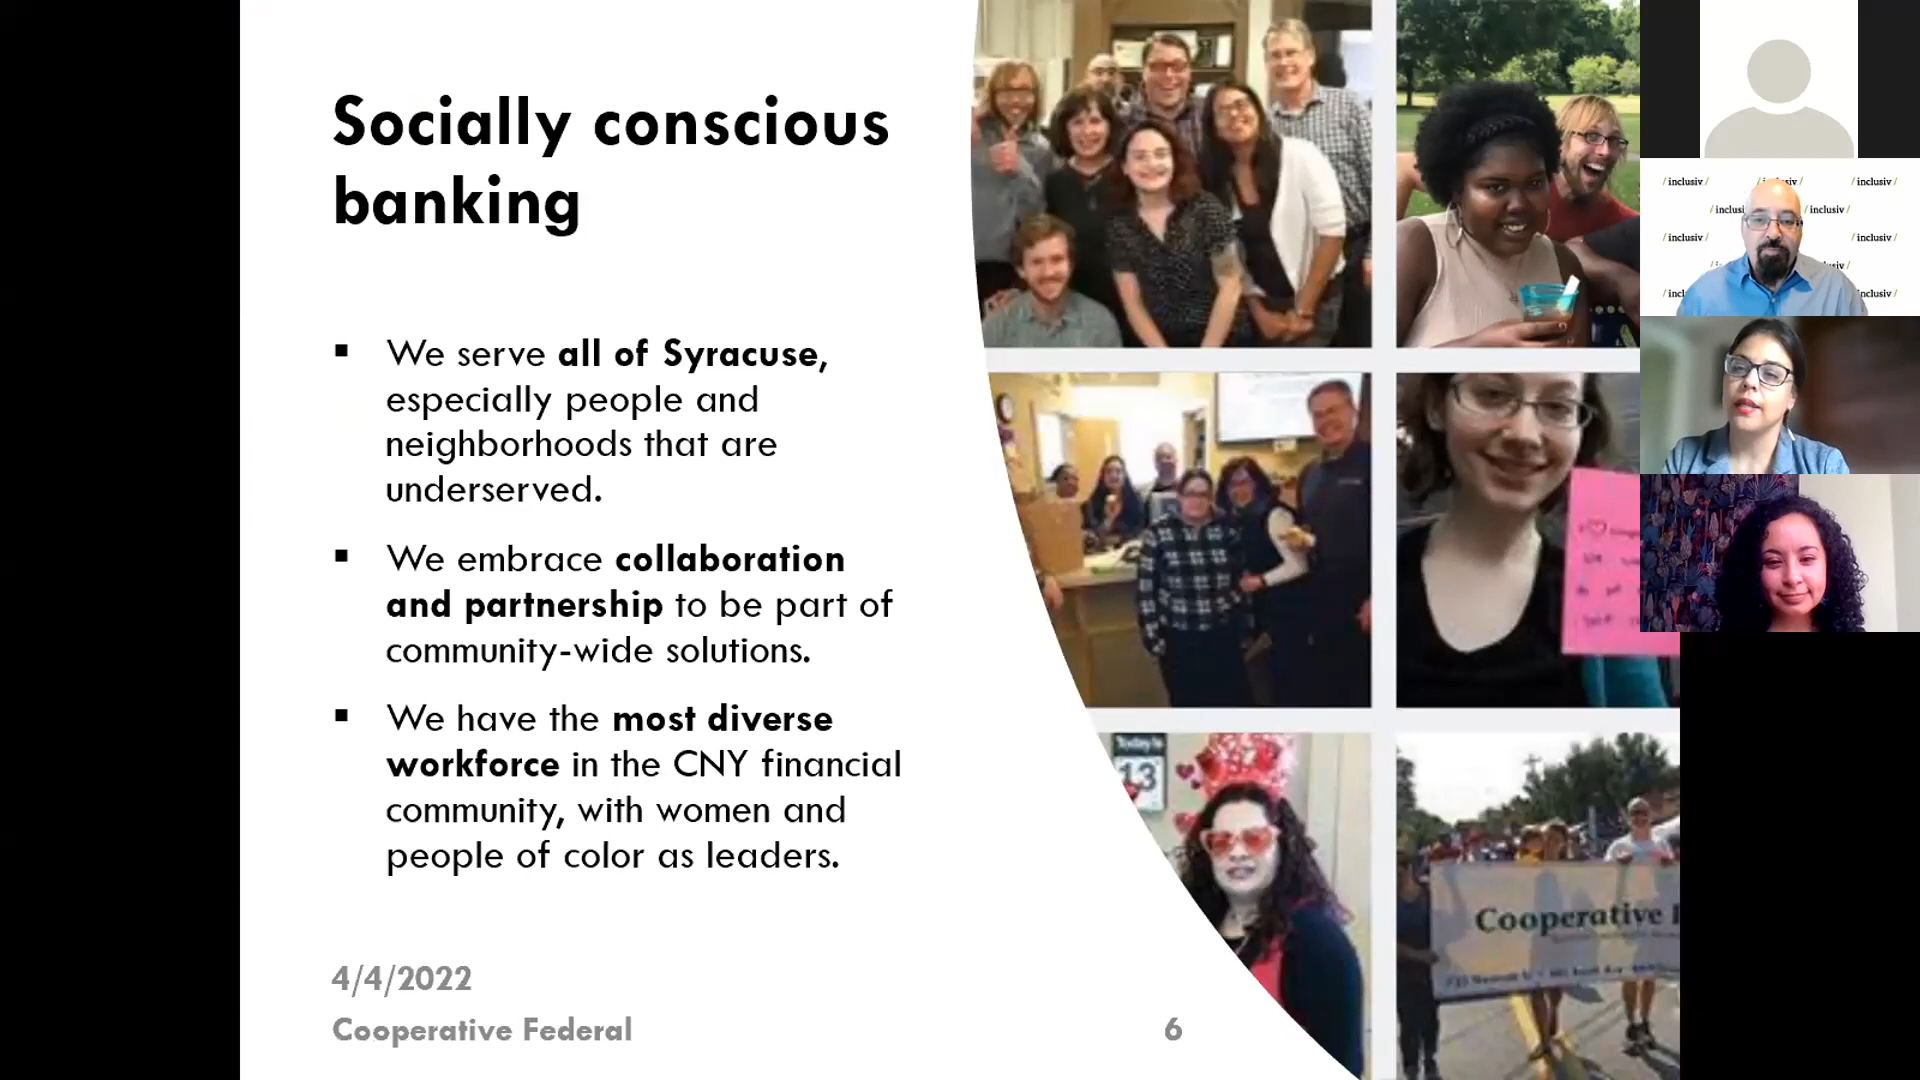 Socially conscious
banking
▪ We serve all of Syracuse,
especially people and
neighborhoods that are
underserved.
▪ We embrace collaboration
and partnership to be part of
community-wide solutions.
▪ We have the most diverse
workforce in the CNY financial
community, with women and
people of color as leaders.
4/4/2022
Cooperative Federal
6
Today is
13
Cooperative
/ inclusiv /
/ inclusiv /
/ inclusiv /
/ inclusiv /
/ inclusiv /
/ inclusiv /